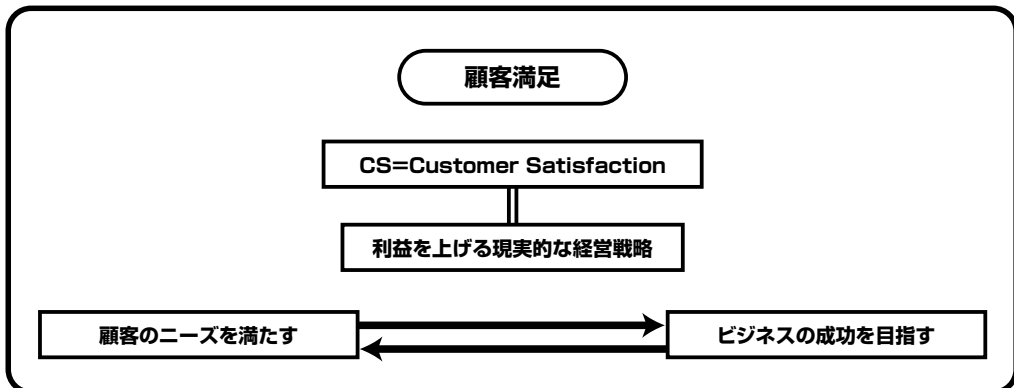 顧客満足
CS=Customer Satisfaction
利益を上げる現実的な経営戦略
顧客のニーズを満たす
ビジネスの成功を目指す